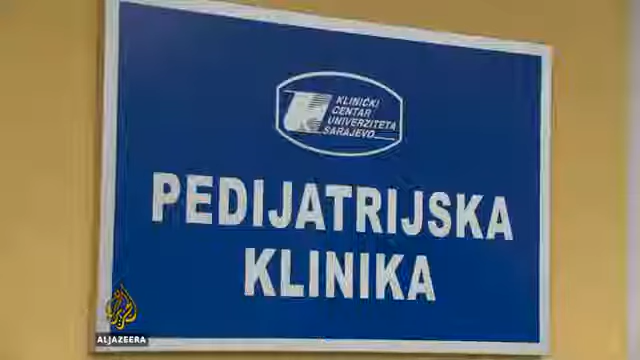 KLINIČKI
CENTAR
UNIVERZITETA
SARAJEVO
PEDIJATRIJSKA
KLINIKA
ALJAZEERA